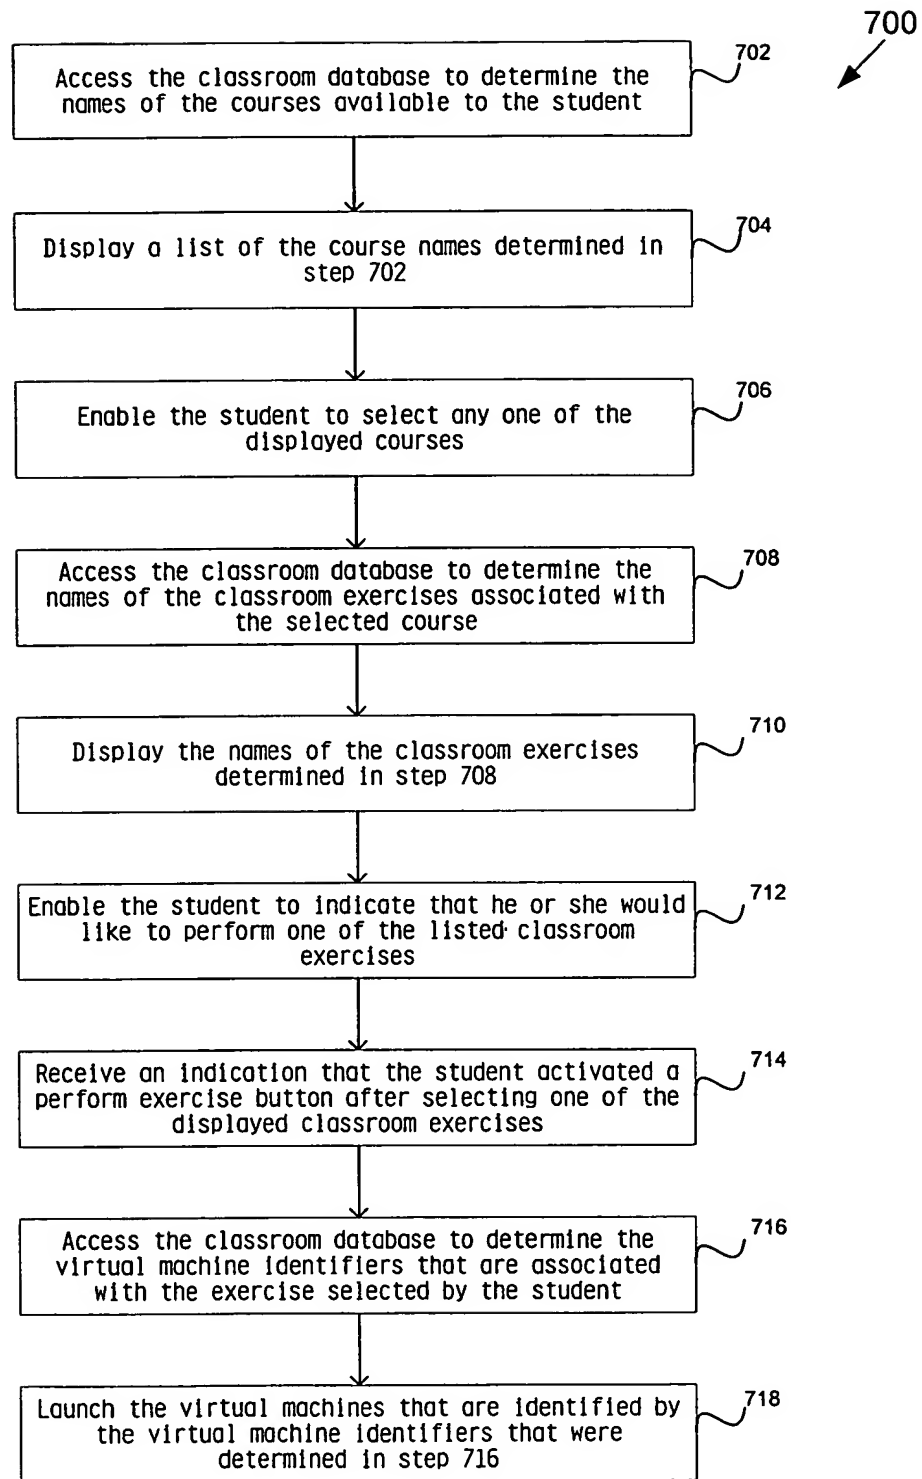 700
702
Access the classroom database to determine the
names of the courses available to the student
704
Display a list of the course names determined in
step 702
706
Enable the student to select any one of the
displayed courses
708
Access the classroom database to determine the
names of the classroom exercises associated with
the selected course
710
Display the names of the classroom exercises
determined in step 708
712
Enable the student to indicate that he or she would
like to perform one of the listed classroom
exercises
714
Receive an indication that the student activated a
perform exercise button after selecting one of the
displayed classroom exercises
716
Access the classroom database to determine the
virtual machine identifiers that are associated
with the exercise selected by the student
718
Launch the virtual machines that are identified by
the virtual machine identifiers that were
determined in step 716